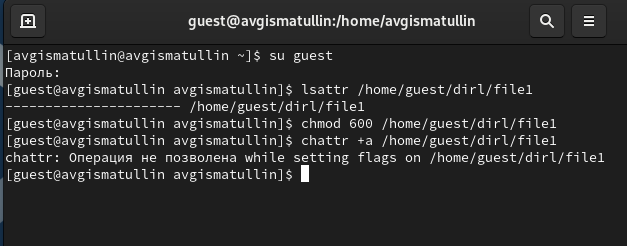 guest@avgismatullin:/home/avgismatullin
[avgismatullin@avgismatullin ~]$ su guest
Пароль:
[guest@avgismatullin avgismatullin]$ lsattr /home/guest/dirl/file1
---------------------- /home/guest/dirl/file1
[guest@avgismatullin avgismatullin]$ chmod 600 /home/guest/dirl/file1
[guest@avgismatullin avgismatullin]$ chattr +a /home/guest/dirl/file1
chattr: Операция не позволена while setting flags on /home/guest/dirl/file1
[guest@avgismatullin avgismatullin]$